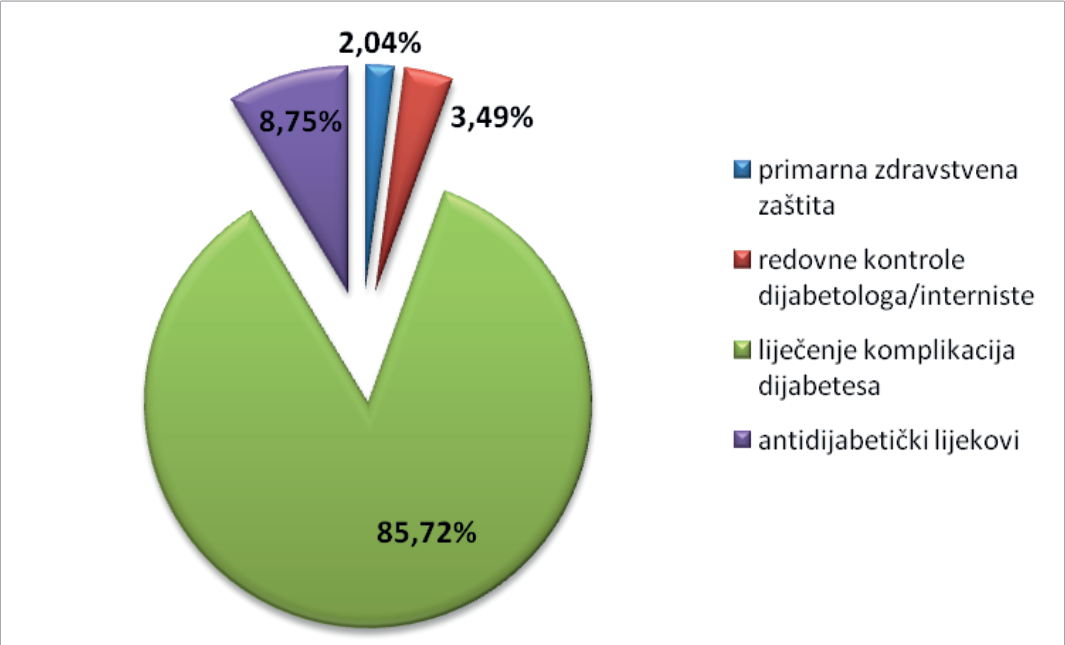 2,04%
8,75%
3,49%
85,72%
primarna zdravstvena
zaštita
redovne kontrole
dijabetologa/interniste
liječenje komplikacija
dijabetesa
antidijabetički lijekovi